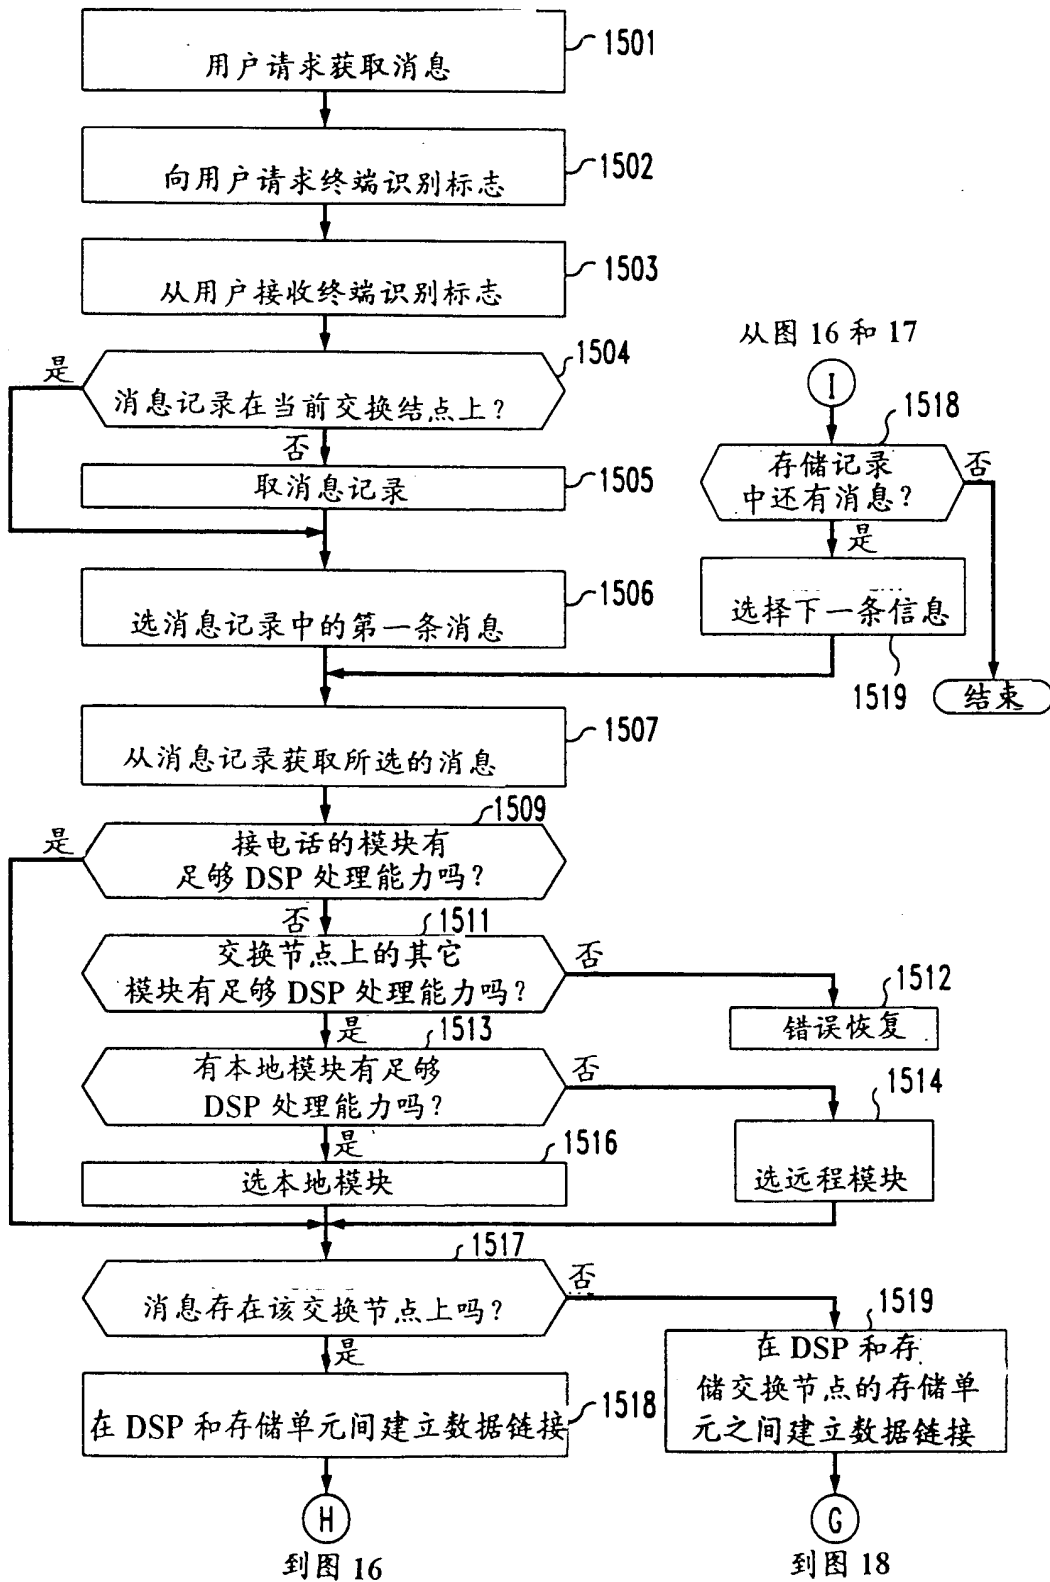 1501
用户请求获取消息
1502
向用户请求终端识别标志
1503
从用户接收终端识别标志
1504
是
消息记录在当前交换结点上?
否
1505
取消息记录
1506
选消息记录中的第一条消息
从图 16 和 17
I
1518
存储记录
中还有消息?
否
是
选择下一条信息
1519
结束
1507
从消息记录获取所选的消息
1509
是
接电话的模块有
足够 DSP 处理能力吗?
否
1511
交换节点上的其它
模块有足够 DSP 处理能力吗?
否
1512
错误恢复
是
1513
有本地模块有足够
DSP 处理能力吗?
否
1514
选远程模块
是
1516
选本地模块
1517
消息存在该交换节点上吗?
否
1519
在 DSP 和存
储交换节点的存储单
元之间建立数据链接
是
在 DSP 和存储单元间建立数据链接
1518
H
到图 16
G
到图 18